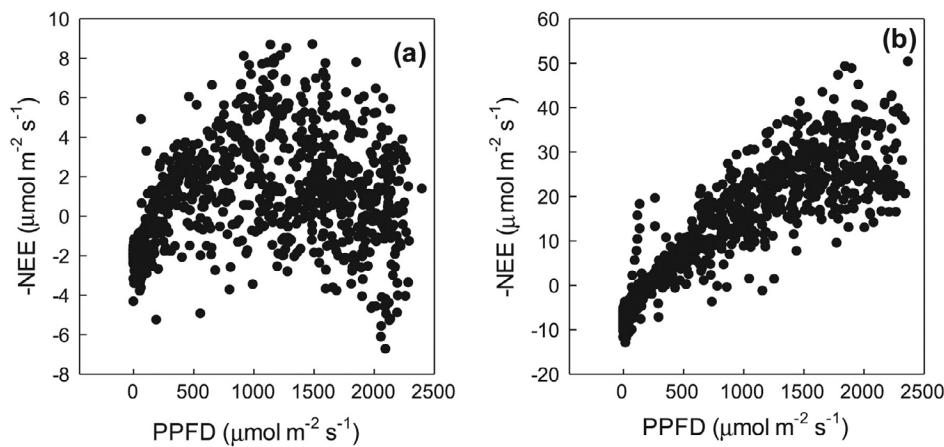 (a)
10
8
6
4
2
0
-2
-4
-6
-8
-NEE (μmol m⁻² s⁻¹)
0 500 1000 1500 2000 2500
PPFD (μmol m⁻² s⁻¹)
(b)
60
50
40
30
20
10
0
-10
-20
-NEE (μmol m⁻² s⁻¹)
0 500 1000 1500 2000 2500
PPFD (μmol m⁻² s⁻¹)